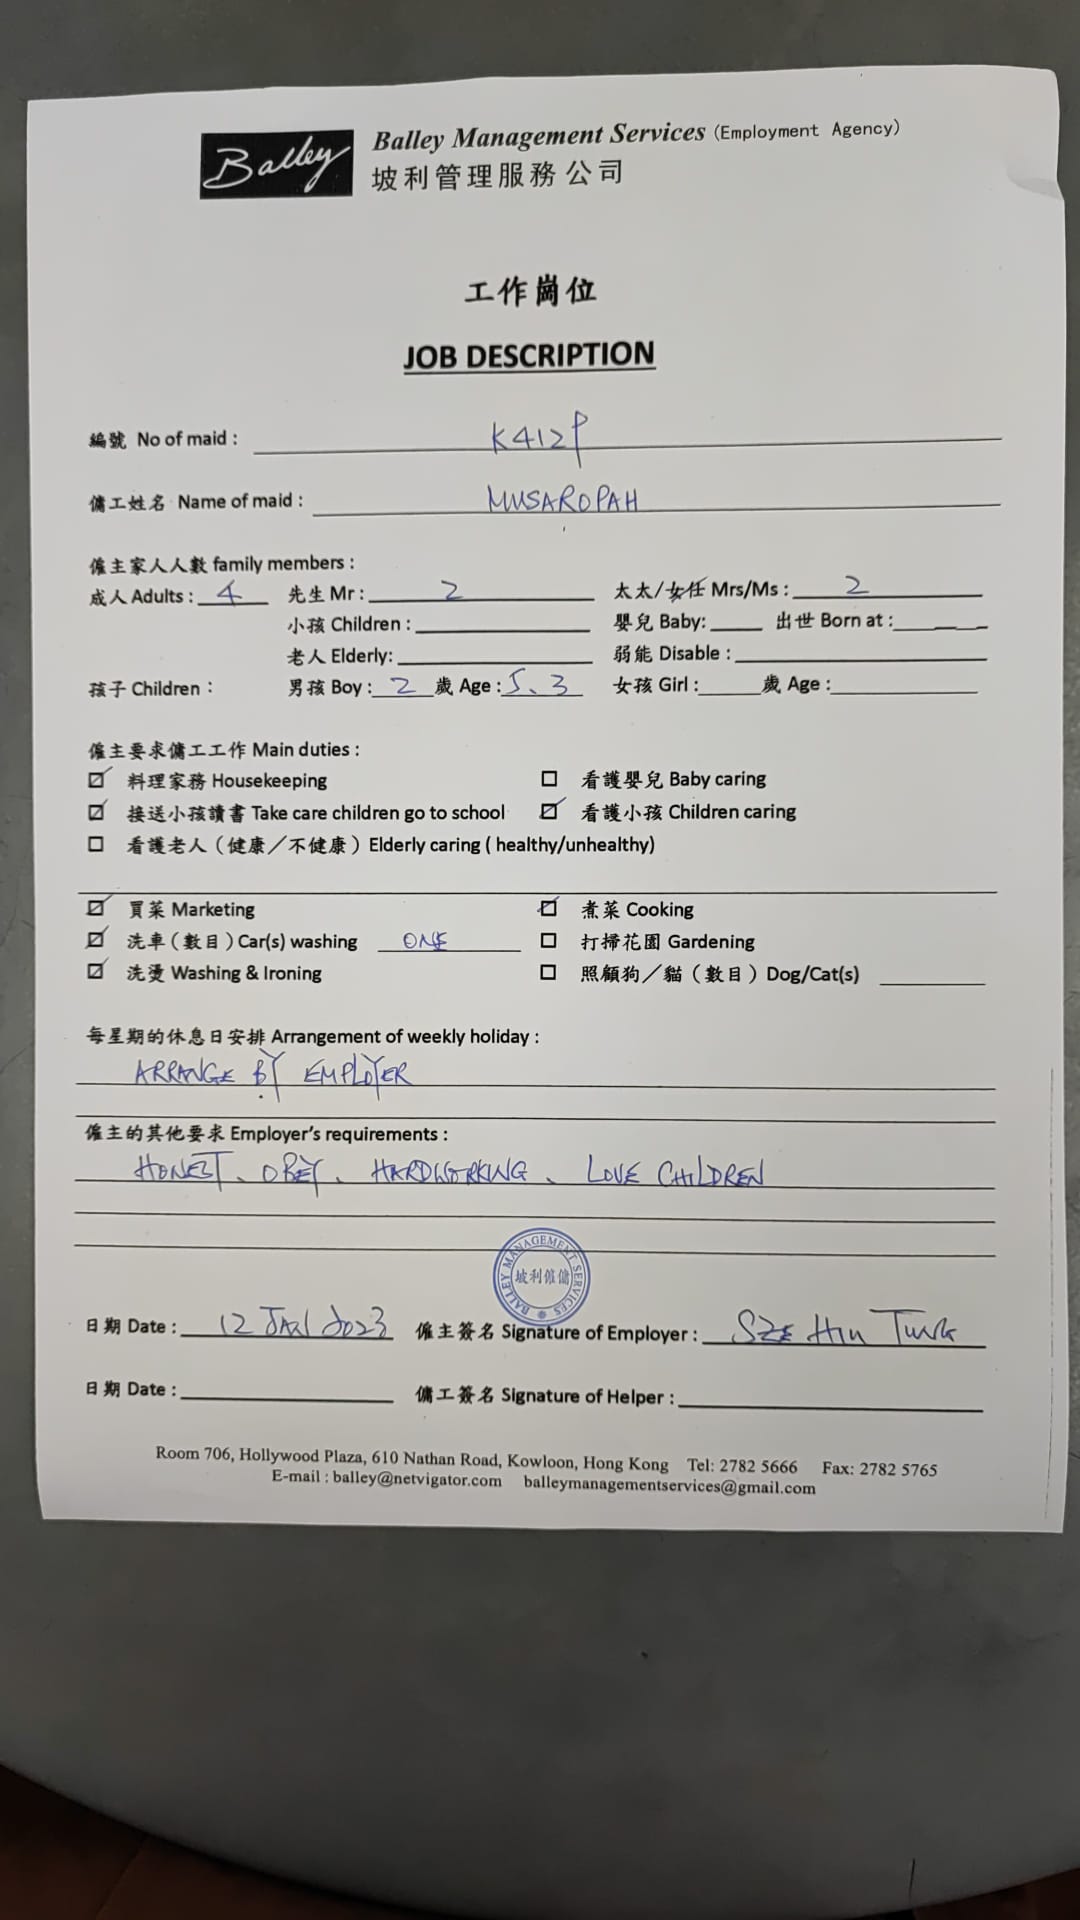 Balley
Balley Management Services (Employment Agency)
坡利管理服務公司
工作崗位
JOB DESCRIPTION
編號 No of maid : K412P
傭工姓名 Name of maid : MUSAROPAH
僱主家人人數 family members :
成人 Adults : 4 先生 Mr : 2 太太/女任 Mrs/Ms : 2
小孩 Children : 嬰兒 Baby: 出世 Born at :
老人 Elderly: 弱能 Disable :
孩子 Children : 男孩 Boy : 2 歲 Age : 5、3 女孩 Girl : 歲 Age :
僱主要求傭工工作 Main duties :
☑ 料理家務 Housekeeping ☐ 看護嬰兒 Baby caring
☑ 接送小孩讀書 Take care children go to school ☑ 看護小孩 Children caring
☐ 看護老人（健康／不健康）Elderly caring ( healthy/unhealthy)
☑ 買菜 Marketing ☑ 煮菜 Cooking
☑ 洗車（數目）Car(s) washing ONE ☐ 打掃花園 Gardening
☑ 洗燙 Washing & Ironing ☐ 照顧狗／貓（數目）Dog/Cat(s)
每星期的休息日安排 Arrangement of weekly holiday :
ARRANGE BY EMPLOYER
僱主的其他要求 Employer's requirements :
HONEST、OBEY、HARDWORKING、LOVE CHILDREN
BALLEY MANAGEMENT SERVICES
坡利僱傭
日期 Date : 12 JAN 2023 僱主簽名 Signature of Employer : SZE HIU TUNG
日期 Date : 傭工簽名 Signature of Helper :
Room 706, Hollywood Plaza, 610 Nathan Road, Kowloon, Hong Kong Tel: 2782 5666 Fax: 2782 5765
E-mail : balley@netvigator.com balleymanagementservices@gmail.com